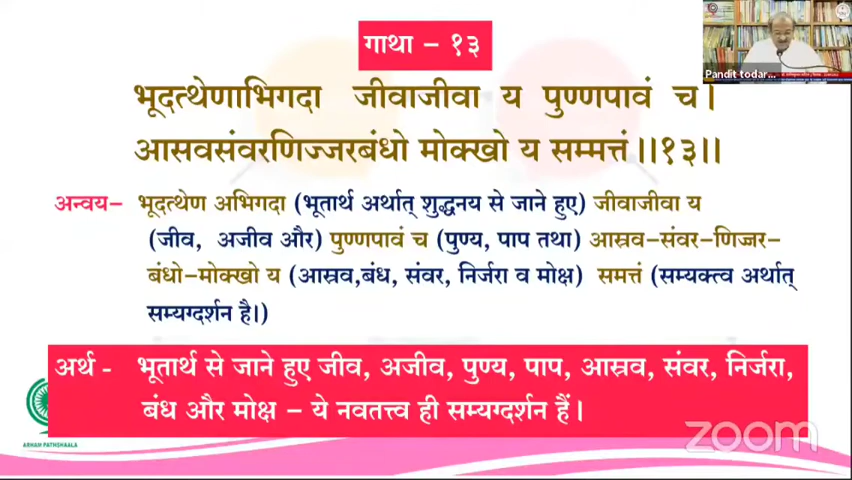 गाथा – १३
Pandit todar...
भूदत्थेणाभिगदा जीवाजीवा य पुण्णपावं च।
आसवसंवरणिज्जरबंधो मोक्खो य सम्मत्तं।।१३।।
अन्वय– भूदत्थेण अभिगदा (भूतार्थ अर्थात् शुद्धनय से जाने हुए) जीवाजीवा य
(जीव, अजीव और) पुण्णपावं च (पुण्य, पाप तथा) आस्रव–संवर–णिज्जर–
बंधो–मोक्खो य (आस्रव,बंध, संवर, निर्जरा व मोक्ष) समत्तं (सम्यक्त्व अर्थात्
सम्यग्दर्शन है।)
अर्थ - भूतार्थ से जाने हुए जीव, अजीव, पुण्य, पाप, आस्रव, संवर, निर्जरा,
बंध और मोक्ष – ये नवतत्त्व ही सम्यग्दर्शन हैं।
ARHAM PATHSHAALA
zoom